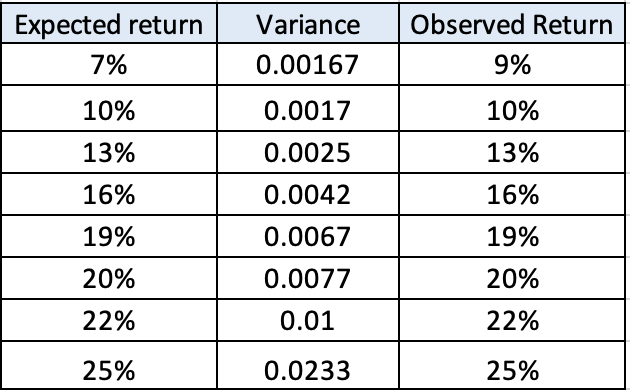 Expected return Variance Observed Return
7% 0.00167 9%
10% 0.0017 10%
13% 0.0025 13%
16% 0.0042 16%
19% 0.0067 19%
20% 0.0077 20%
22% 0.01 22%
25% 0.0233 25%